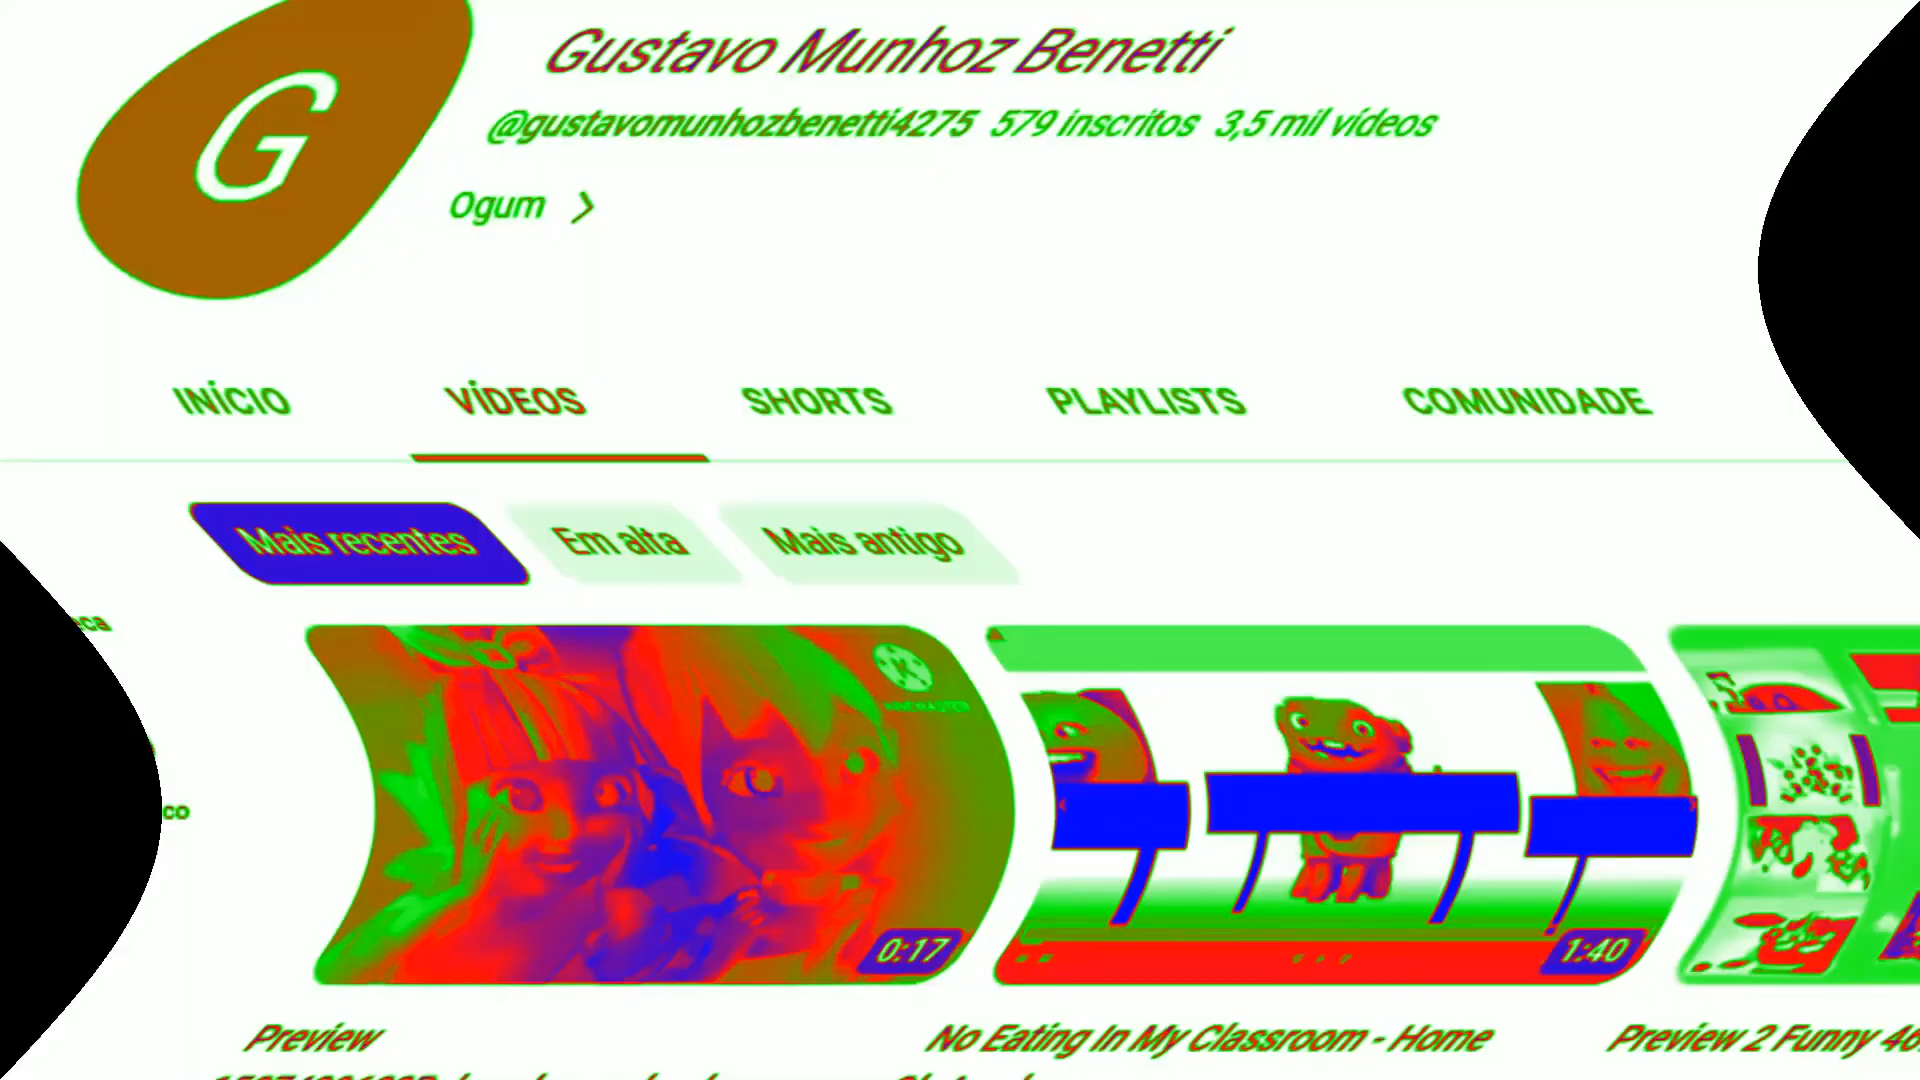 G
Gustavo Munhoz Benetti
@gustavomunhozbenetti4275 579 inscritos 3,5 mil vídeos
Ogum >
INÍCIO VÍDEOS SHORTS PLAYLISTS COMUNIDADE
Mais recentes Em alta Mais antigo
K
KINEMASTER
0:17 1:40
Preview No Eating In My Classroom - Home Preview 2 Funny